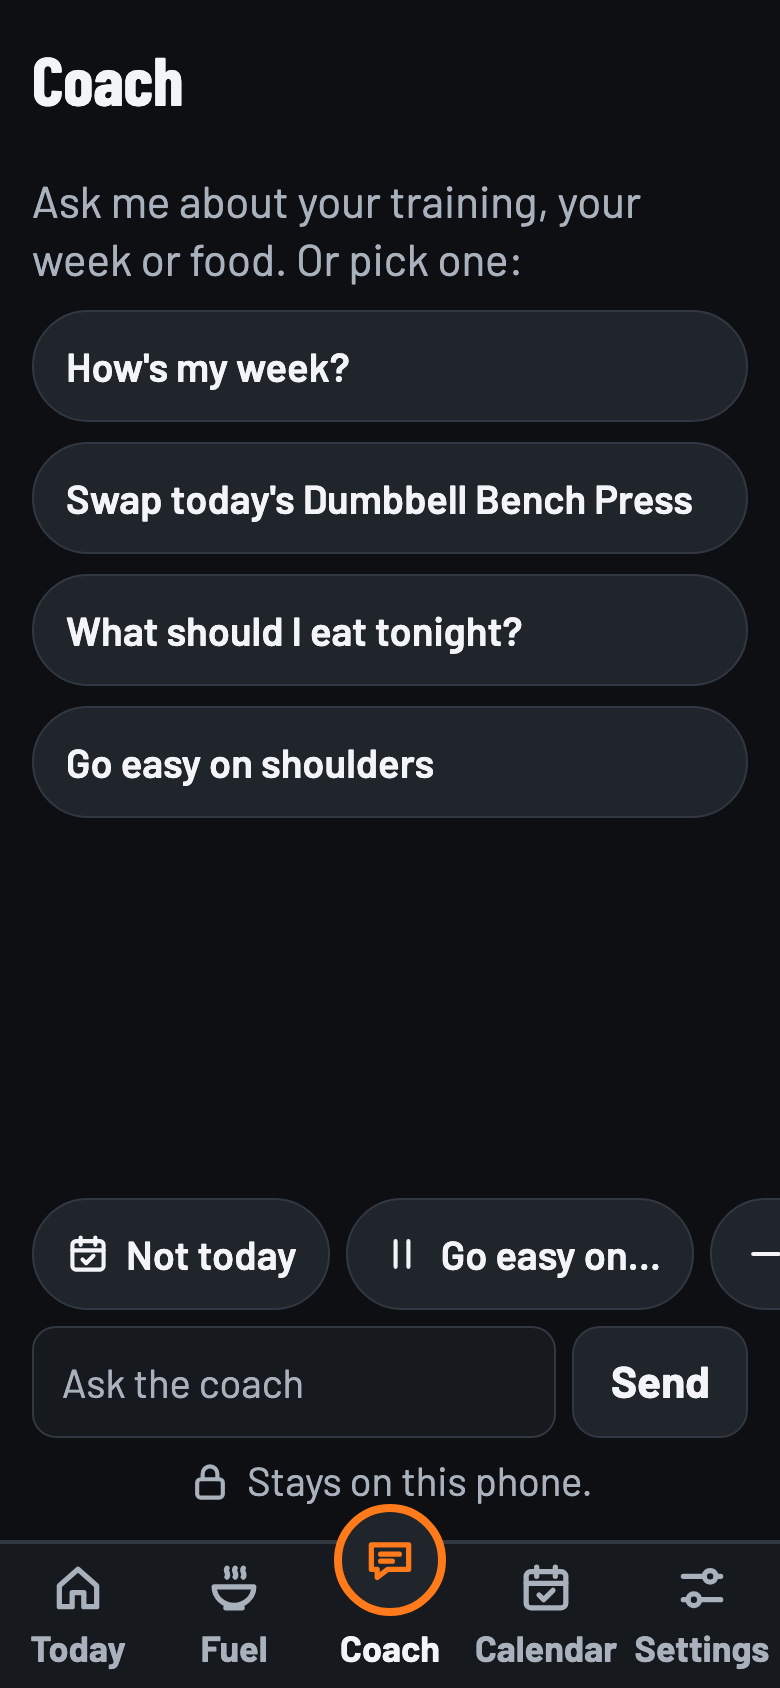 Coach
Ask me about your training, your
week or food. Or pick one:
How's my week?
Swap today's Dumbbell Bench Press
What should I eat tonight?
Go easy on shoulders
Not today
Go easy on...
Ask the coach
Send
Stays on this phone.
Today
Fuel
Coach
Calendar
Settings